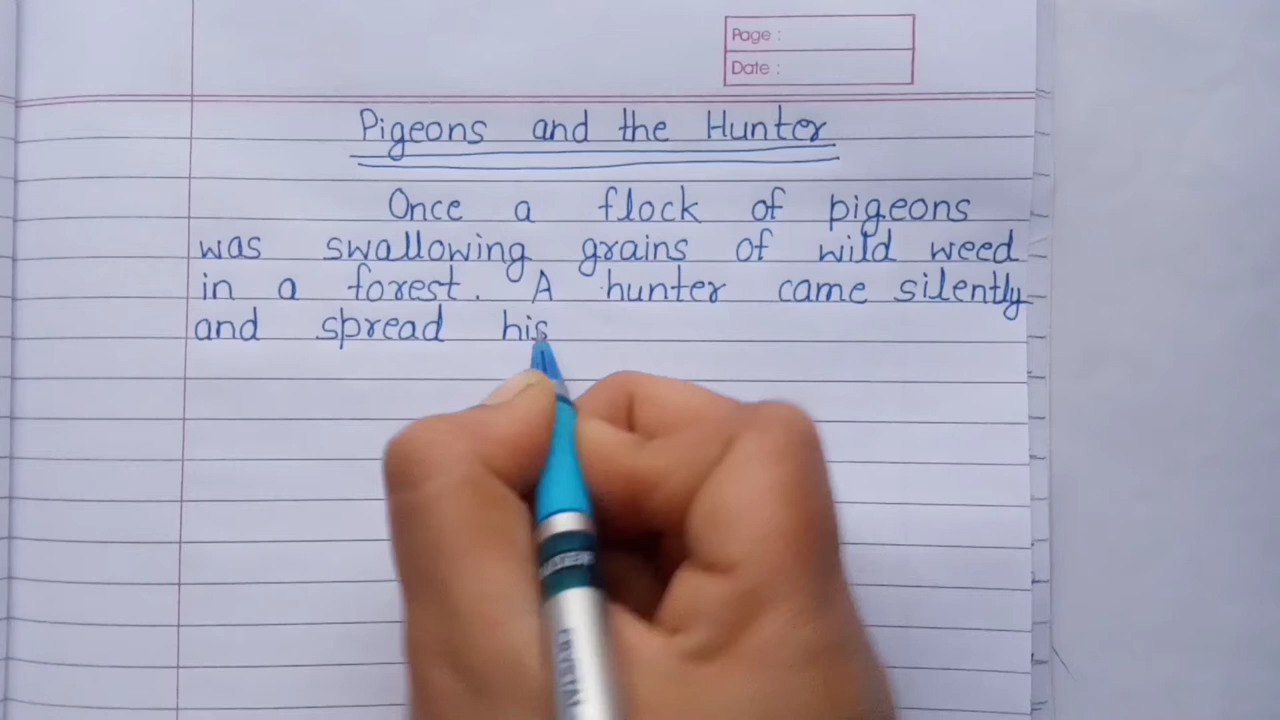 Page :
Date :
Pigeons and the Hunter
Once a flock of pigeons
was swallowing grains of wild weed
in a forest. A hunter came silently
and spread his